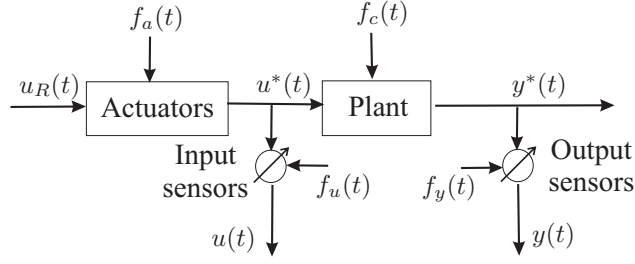 f_a(t)
f_c(t)
u_R(t)
Actuators
u*(t)
Plant
y*(t)
Input
sensors
f_u(t)
f_y(t)
Output
sensors
u(t)
y(t)